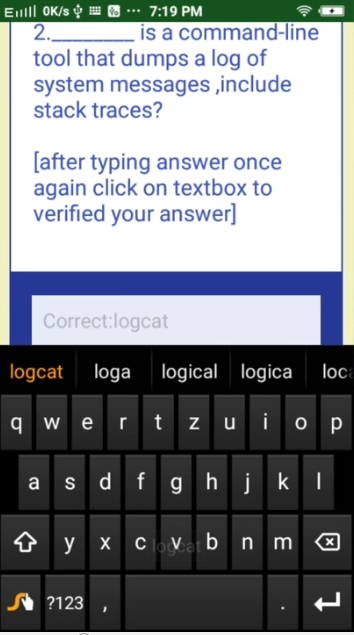 0K/s 7:19 PM
2.________ is a command-line
tool that dumps a log of
system messages ,include
stack traces?
[after typing answer once
again click on textbox to
verified your answer]
Correct:logcat
logcat loga logical logica loc
q w e r t z u i o p
a s d f g h j k l
y x c v b n m
logcat
?123 , .